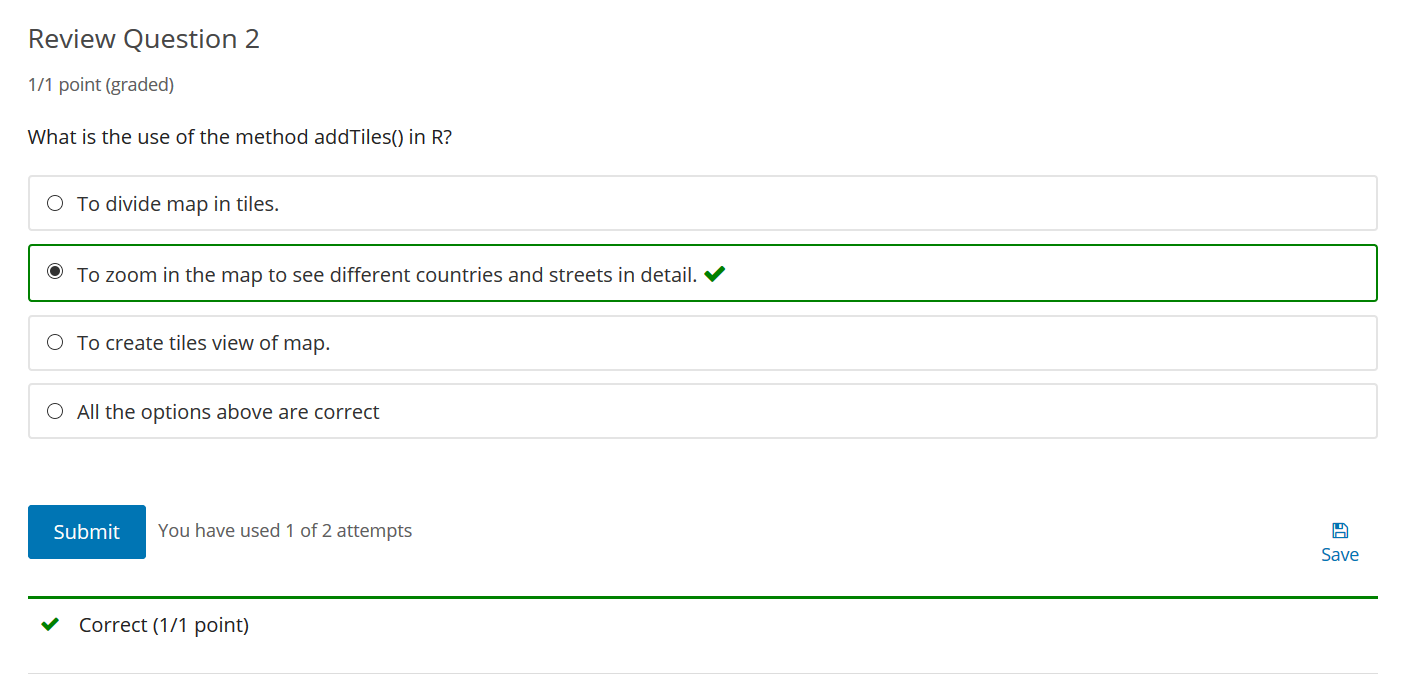 Review Question 2
1/1 point (graded)
What is the use of the method addTiles() in R?
To divide map in tiles.
To zoom in the map to see different countries and streets in detail.
To create tiles view of map.
All the options above are correct
Submit You have used 1 of 2 attempts
Save
Correct (1/1 point)